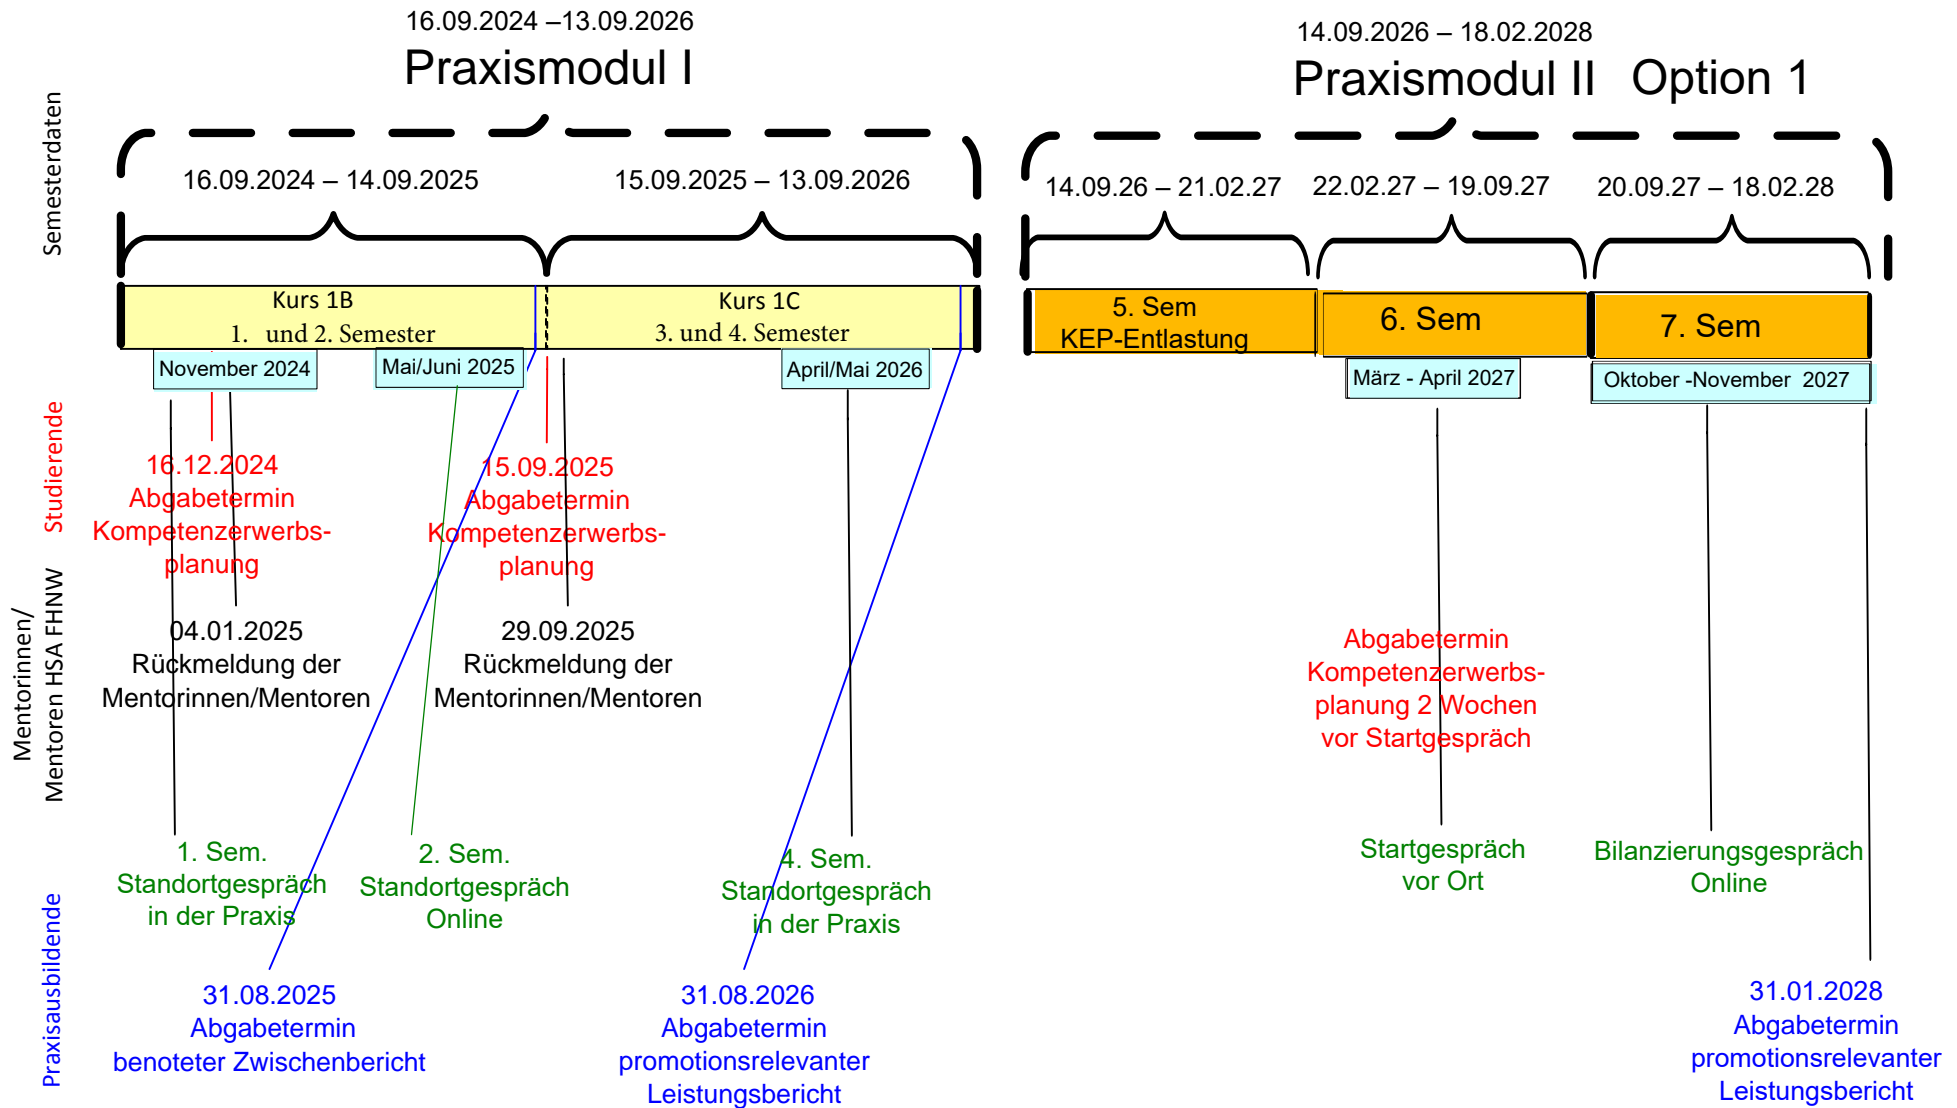 16.09.2024 –13.09.2026
Praxismodul I
14.09.2026 – 18.02.2028
Praxismodul II Option 1
Semesterdaten
16.09.2024 – 14.09.2025
15.09.2025 – 13.09.2026
14.09.26 – 21.02.27
22.02.27 – 19.09.27
20.09.27 – 18.02.28
Kurs 1B
1. und 2. Semester
Kurs 1C
3. und 4. Semester
5. Sem
KEP-Entlastung
6. Sem
7. Sem
November 2024
Mai/Juni 2025
April/Mai 2026
März - April 2027
Oktober -November 2027
Studierende
16.12.2024
Abgabetermin
Kompetenzerwerbs-
planung
15.09.2025
Abgabetermin
Kompetenzerwerbs-
planung
Abgabetermin
Kompetenzerwerbs-
planung 2 Wochen
vor Startgespräch
Mentorinnen/
Mentoren HSA FHNW
04.01.2025
Rückmeldung der
Mentorinnen/Mentoren
29.09.2025
Rückmeldung der
Mentorinnen/Mentoren
1. Sem.
Standortgespräch
in der Praxis
2. Sem.
Standortgespräch
Online
4. Sem.
Standortgespräch
in der Praxis
Startgespräch
vor Ort
Bilanzierungsgespräch
Online
Praxisausbildende
31.08.2025
Abgabetermin
benoteter Zwischenbericht
31.08.2026
Abgabetermin
promotionsrelevanter
Leistungsbericht
31.01.2028
Abgabetermin
promotionsrelevanter
Leistungsbericht